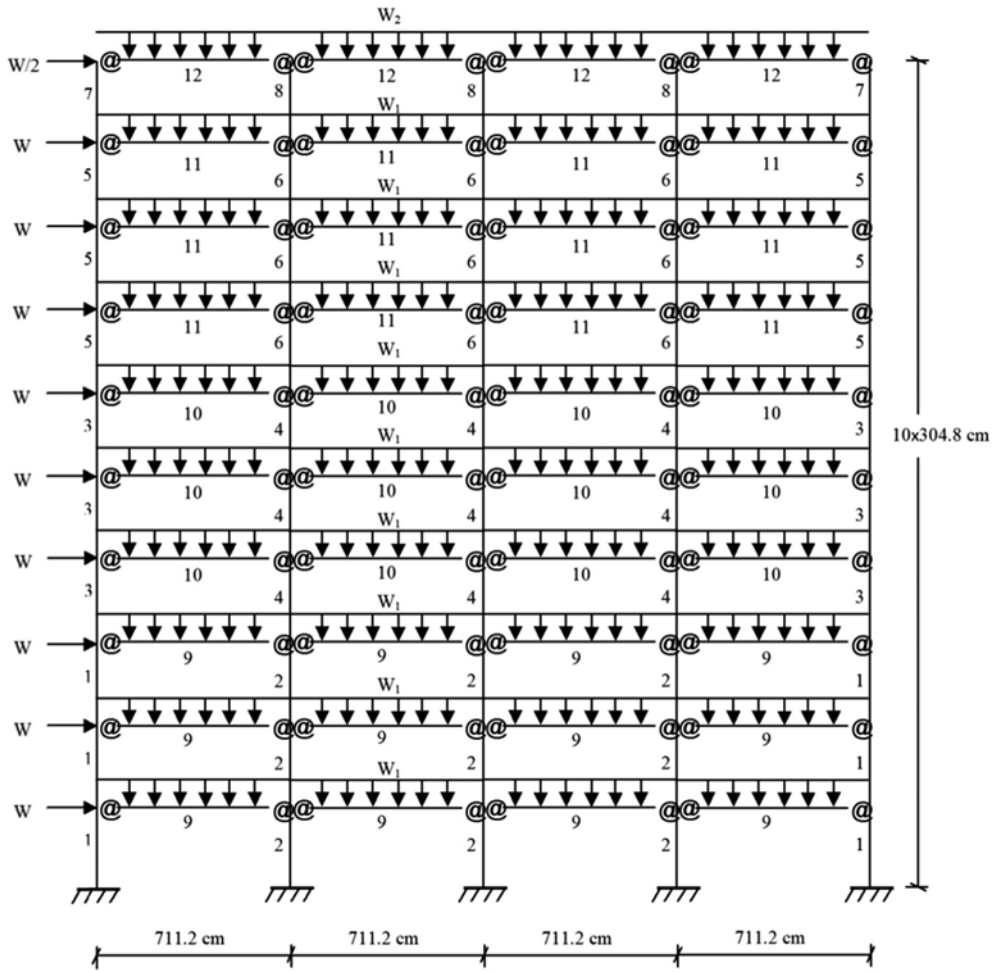 W₂
W/2 @ @@ @@ @@ @
12 12 12 12
7 8 8 8 7
W₁
W @ @@ @@ @@ @
11 11 11 11
5 6 6 6 5
W₁
W @ @@ @@ @@ @
11 11 11 11
5 6 6 6 5
W₁
W @ @@ @@ @@ @
11 11 11 11
5 6 6 6 5
W₁
W @ @@ @@ @@ @
10 10 10 10
3 4 4 4 3
10x304.8 cm
W₁
W @ @@ @@ @@ @
10 10 10 10
3 4 4 4 3
W₁
W @ @@ @@ @@ @
10 10 10 10
3 4 4 4 3
W₁
W @ @@ @@ @@ @
9 9 9 9
1 2 2 2 1
W₁
W @ @@ @@ @@ @
9 9 9 9
1 2 2 2 1
W₁
W @ @@ @@ @@ @
9 9 9 9
1 2 2 2 1
711.2 cm 711.2 cm 711.2 cm 711.2 cm